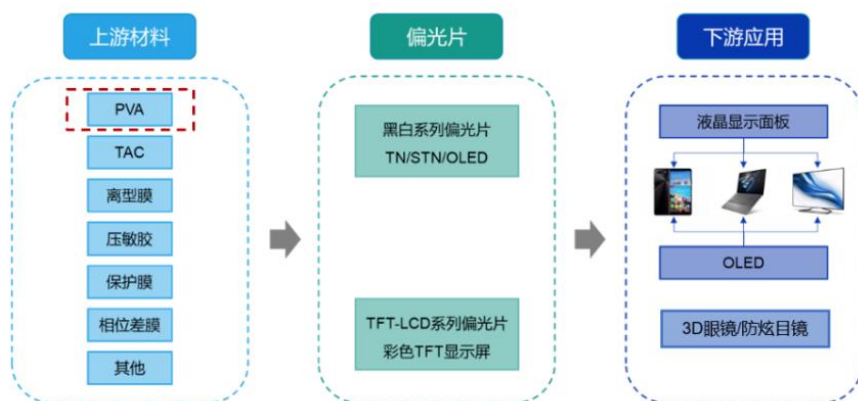 上游材料
偏光片
下游应用
PVA
TAC
离型膜
压敏胶
保护膜
相位差膜
其他
黑白系列偏光片
TN/STN/OLED
TFT-LCD系列偏光片
彩色TFT显示屏
液晶显示面板
OLED
3D眼镜/防炫目镜